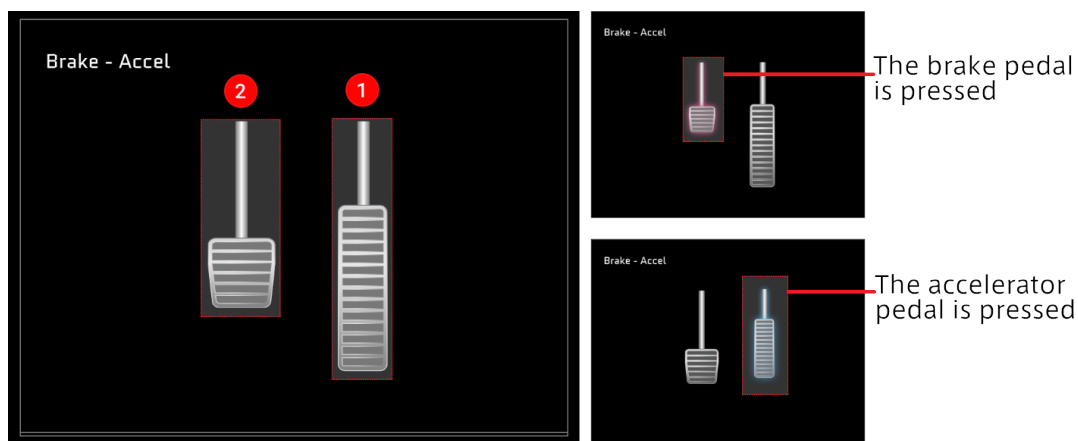 Brake - Accel
2
1
Brake - Accel
The brake pedal
is pressed
Brake - Accel
The accelerator
pedal is pressed